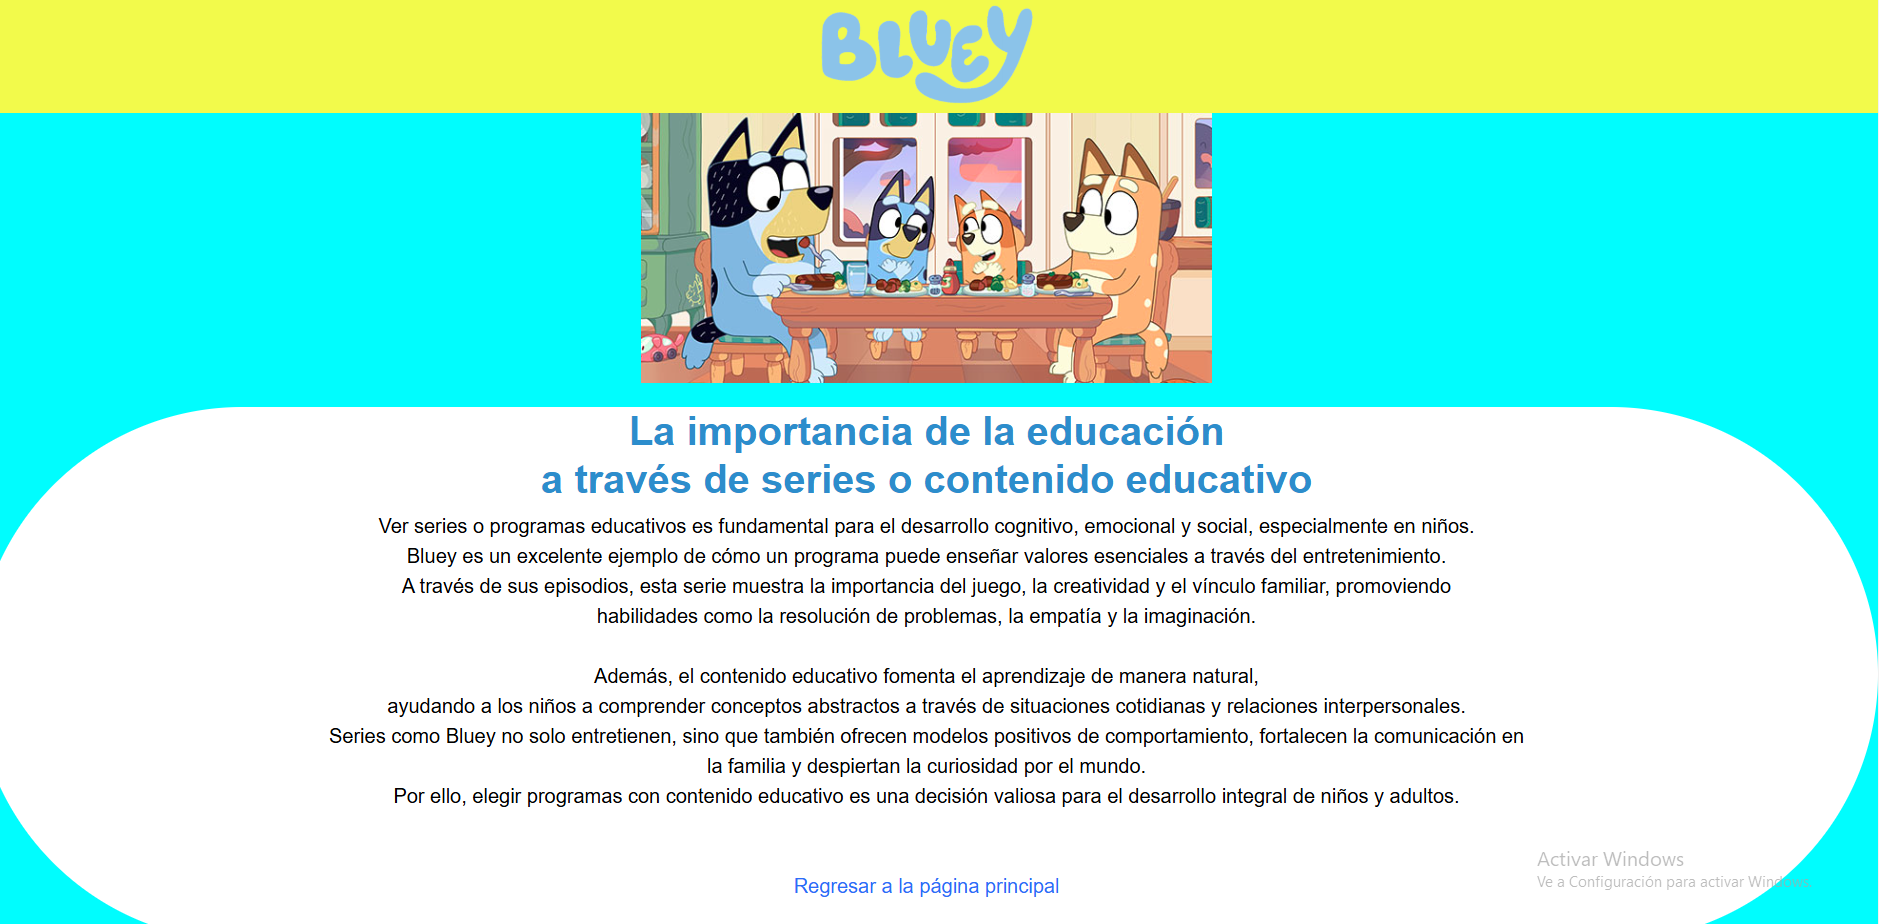 BLUEY
La importancia de la educación
a través de series o contenido educativo
Ver series o programas educativos es fundamental para el desarrollo cognitivo, emocional y social, especialmente en niños.
Bluey es un excelente ejemplo de cómo un programa puede enseñar valores esenciales a través del entretenimiento.
A través de sus episodios, esta serie muestra la importancia del juego, la creatividad y el vínculo familiar, promoviendo
habilidades como la resolución de problemas, la empatía y la imaginación.
Además, el contenido educativo fomenta el aprendizaje de manera natural,
ayudando a los niños a comprender conceptos abstractos a través de situaciones cotidianas y relaciones interpersonales.
Series como Bluey no solo entretienen, sino que también ofrecen modelos positivos de comportamiento, fortalecen la comunicación en
la familia y despiertan la curiosidad por el mundo.
Por ello, elegir programas con contenido educativo es una decisión valiosa para el desarrollo integral de niños y adultos.
Activar Windows
Ve a Configuración para activar Windows.
Regresar a la página principal